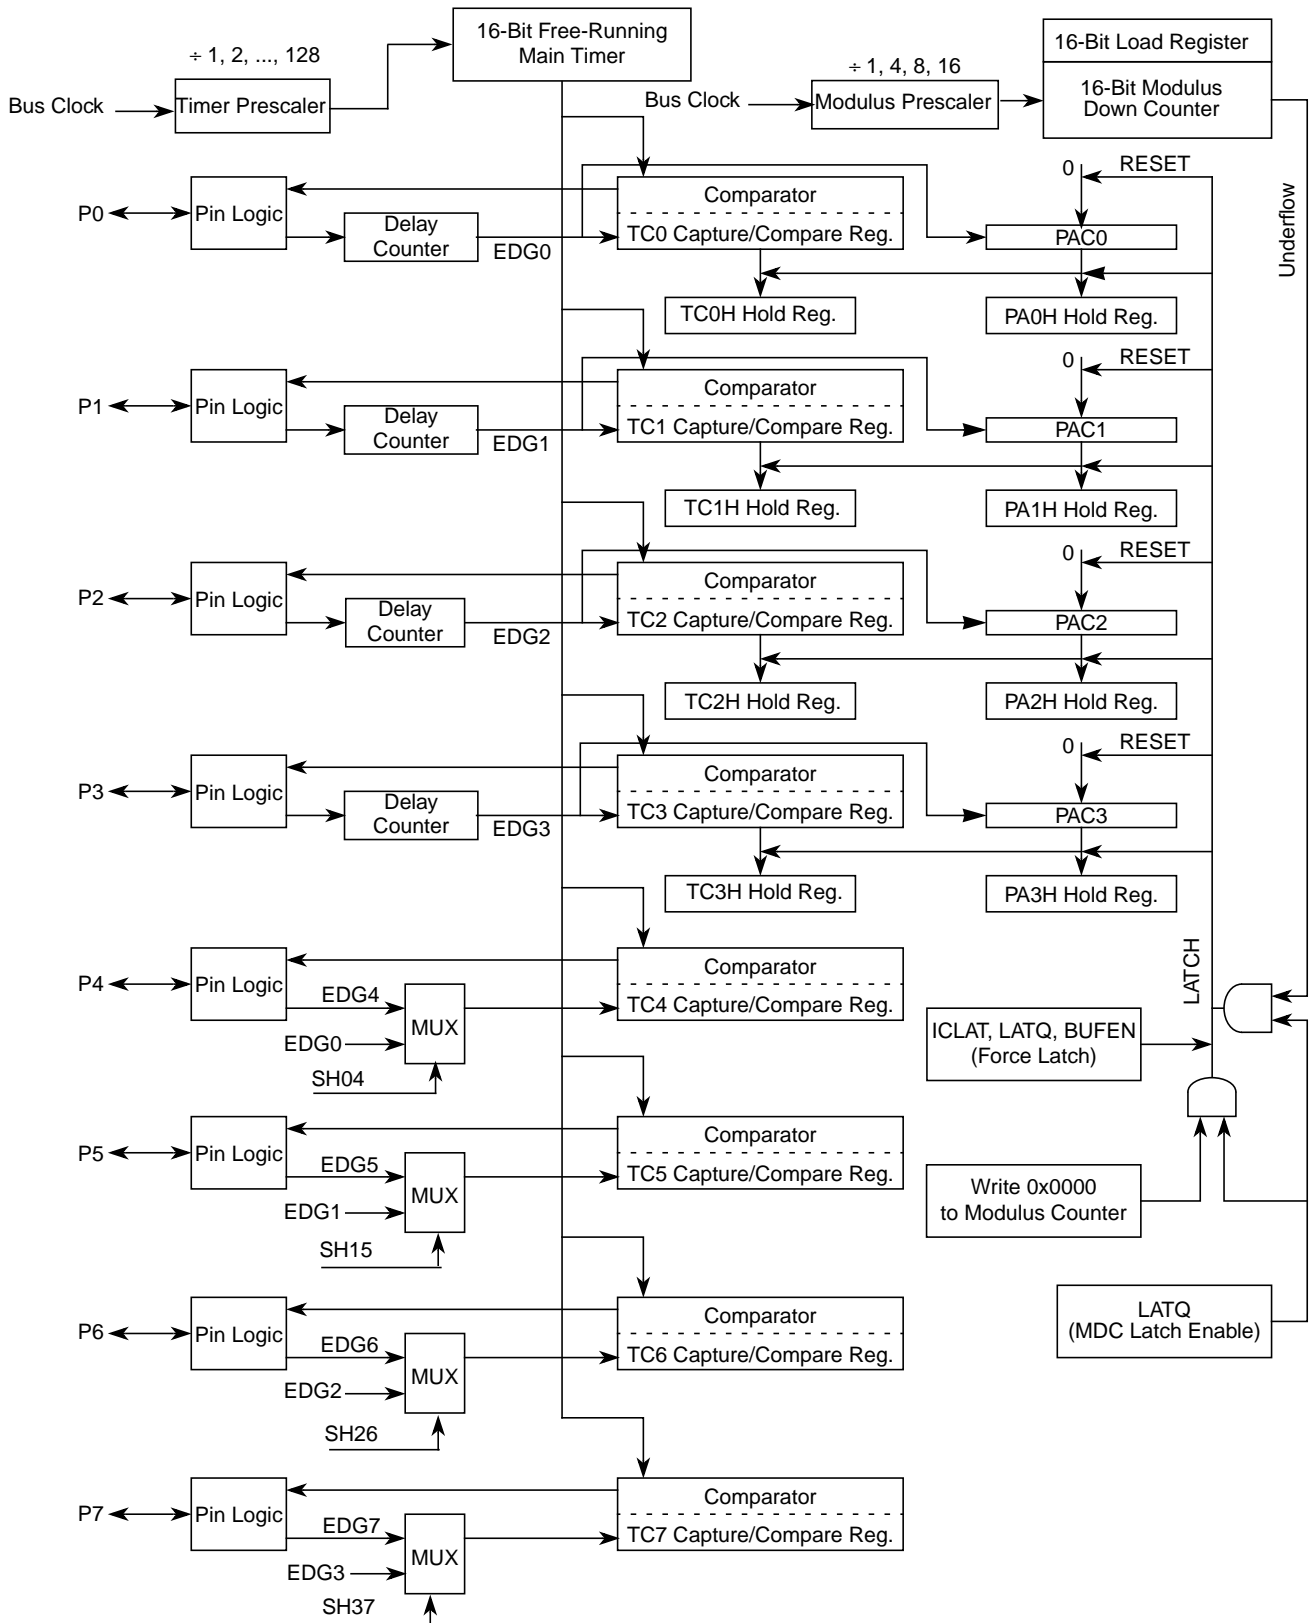 16-Bit Free-Running
Main Timer
16-Bit Load Register
÷ 1, 2, ..., 128
÷ 1, 4, 8, 16
16-Bit Modulus
Down Counter
Bus Clock
Timer Prescaler
Bus Clock
Modulus Prescaler
Underflow
0
RESET
P0
Pin Logic
Delay
Counter
EDG0
Comparator
TC0 Capture/Compare Reg.
PAC0
TC0H Hold Reg.
PA0H Hold Reg.
0
RESET
P1
Pin Logic
Delay
Counter
EDG1
Comparator
TC1 Capture/Compare Reg.
PAC1
TC1H Hold Reg.
PA1H Hold Reg.
0
RESET
P2
Pin Logic
Delay
Counter
EDG2
Comparator
TC2 Capture/Compare Reg.
PAC2
TC2H Hold Reg.
PA2H Hold Reg.
0
RESET
P3
Pin Logic
Delay
Counter
EDG3
Comparator
TC3 Capture/Compare Reg.
PAC3
TC3H Hold Reg.
PA3H Hold Reg.
LATCH
P4
Pin Logic
EDG4
EDG0
MUX
SH04
Comparator
TC4 Capture/Compare Reg.
ICLAT, LATQ, BUFEN
(Force Latch)
P5
Pin Logic
EDG5
EDG1
MUX
SH15
Comparator
TC5 Capture/Compare Reg.
Write 0x0000
to Modulus Counter
P6
Pin Logic
EDG6
EDG2
MUX
SH26
Comparator
TC6 Capture/Compare Reg.
LATQ
(MDC Latch Enable)
P7
Pin Logic
EDG7
EDG3
MUX
SH37
Comparator
TC7 Capture/Compare Reg.